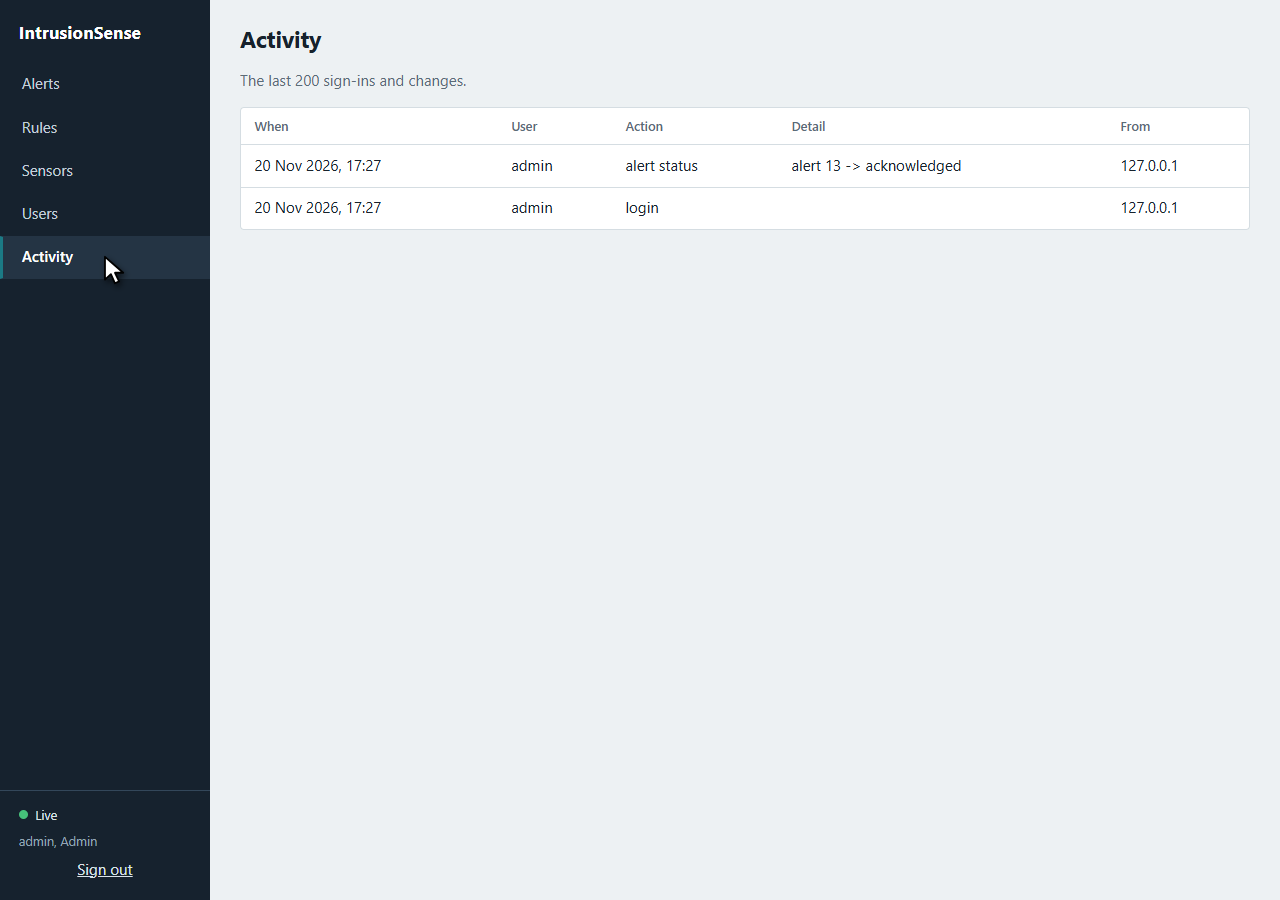 IntrusionSense
Alerts
Rules
Sensors
Users
Activity
Live
admin, Admin
Sign out
Activity
The last 200 sign-ins and changes.
When User Action Detail From
20 Nov 2026, 17:27 admin alert status alert 13 -> acknowledged 127.0.0.1
20 Nov 2026, 17:27 admin login 127.0.0.1